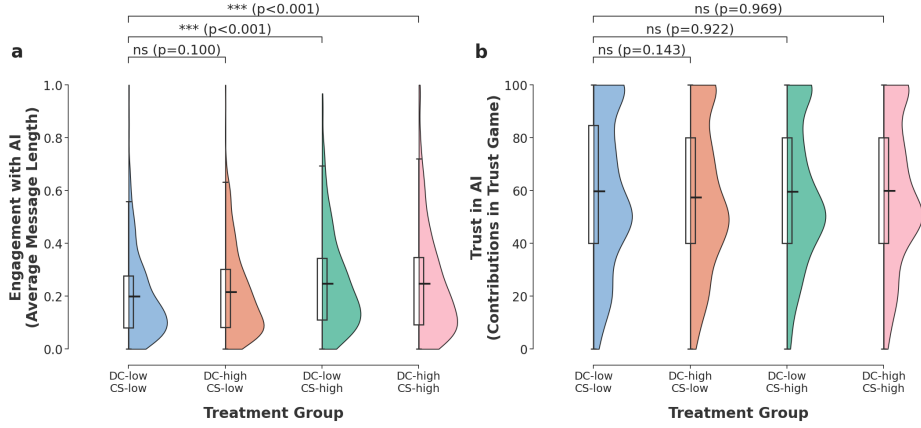 a
*** (p<0.001)
*** (p<0.001)
ns (p=0.100)
Engagement with AI
(Average Message Length)
1.0
0.8
0.6
0.4
0.2
0.0
DC-low
CS-low
DC-high
CS-low
DC-low
CS-high
DC-high
CS-high
Treatment Group
b
ns (p=0.969)
ns (p=0.922)
ns (p=0.143)
Trust in AI
(Contributions in Trust Game)
100
80
60
40
20
0
DC-low
CS-low
DC-high
CS-low
DC-low
CS-high
DC-high
CS-high
Treatment Group